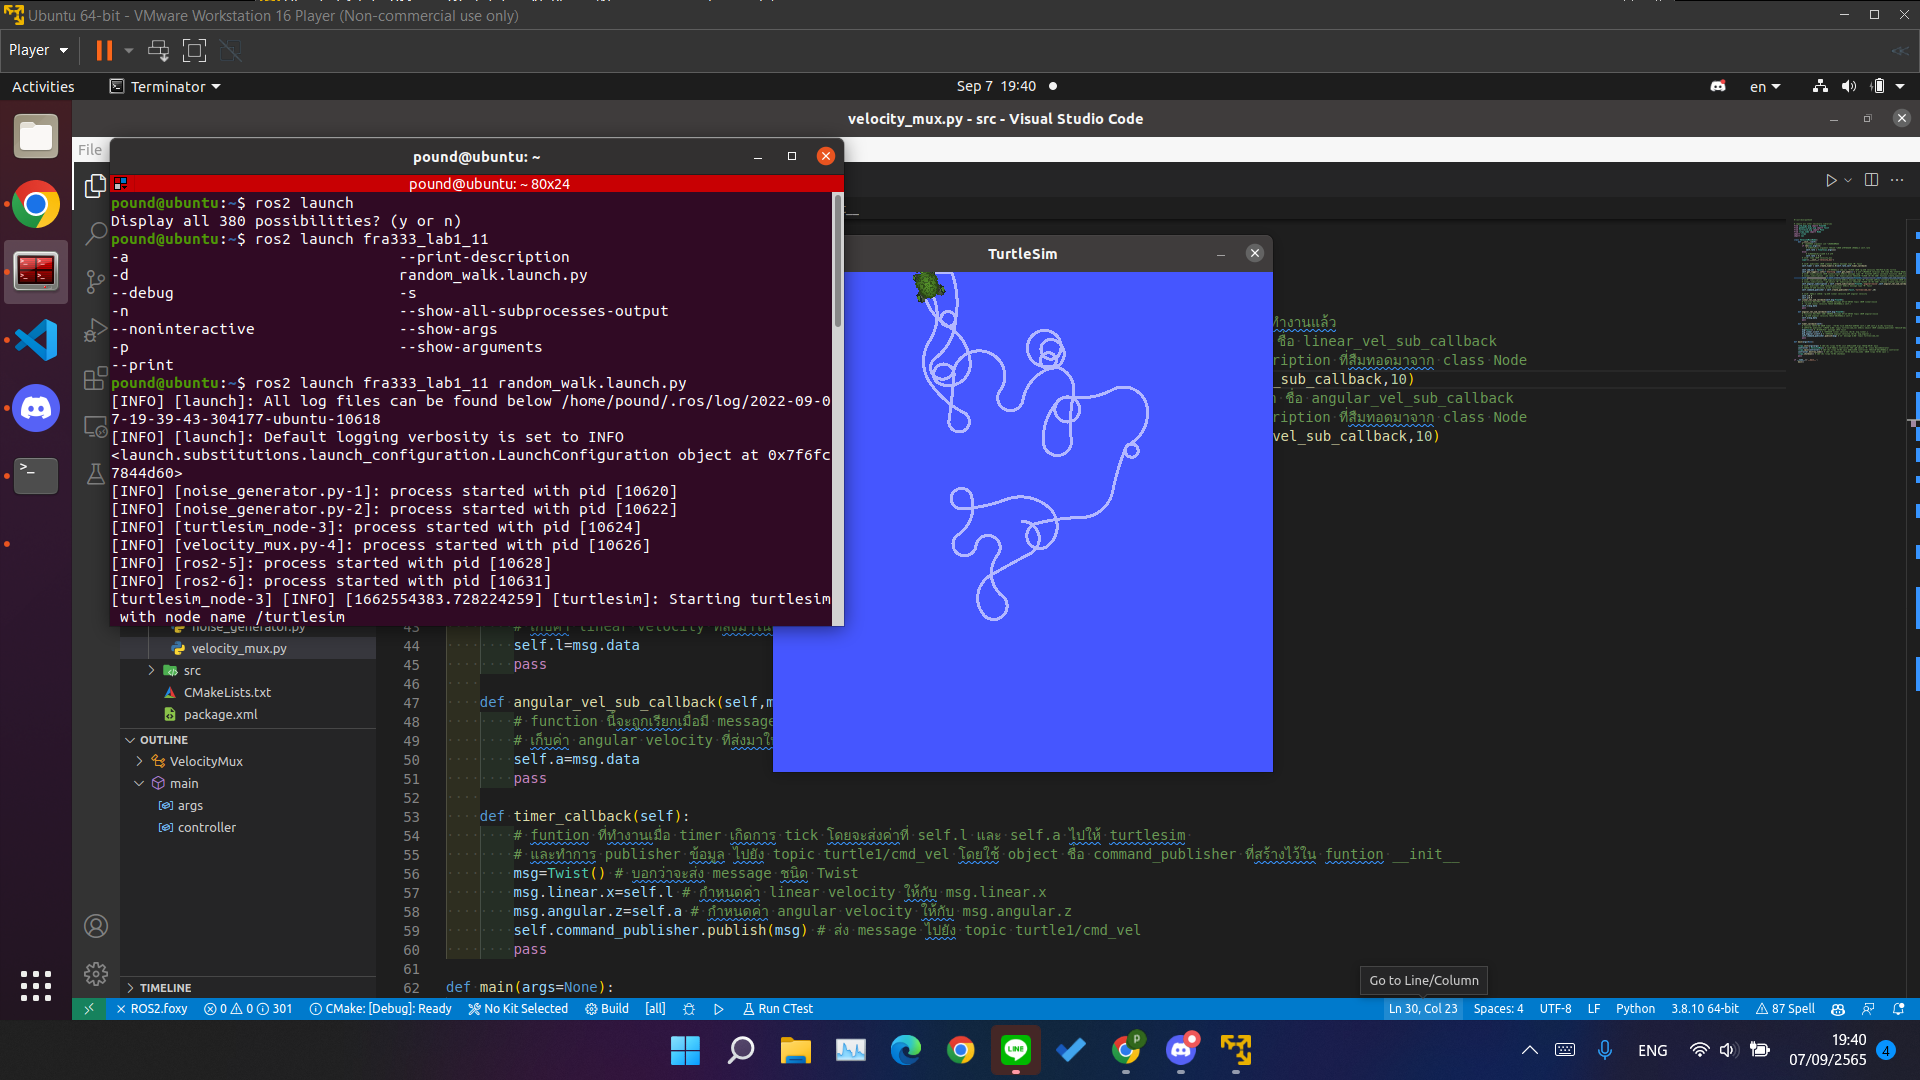 Ubuntu 64-bit - VMware Workstation 16 Player (Non-commercial use only)
Player
Activities
Terminator
Sep 7 19:40
en
velocity_mux.py - src - Visual Studio Code
File
pound@ubuntu: ~
pound@ubuntu: ~ 80x24
pound@ubuntu:~$ ros2 launch
Display all 380 possibilities? (y or n)
pound@ubuntu:~$ ros2 launch fra333_lab1_11
-a --print-description
-d random_walk.launch.py
--debug -s
-n --show-all-subprocesses-output
--noninteractive --show-args
-p --show-arguments
--print
pound@ubuntu:~$ ros2 launch fra333_lab1_11 random_walk.launch.py
[INFO] [launch]: All log files can be found below /home/pound/.ros/log/2022-09-0
7-19-39-43-304177-ubuntu-10618
[INFO] [launch]: Default logging verbosity is set to INFO
<launch.substitutions.launch_configuration.LaunchConfiguration object at 0x7f6fc
7844d60>
[INFO] [noise_generator.py-1]: process started with pid [10620]
[INFO] [noise_generator.py-2]: process started with pid [10622]
[INFO] [turtlesim_node-3]: process started with pid [10624]
[INFO] [velocity_mux.py-4]: process started with pid [10626]
[INFO] [ros2-5]: process started with pid [10628]
[INFO] [ros2-6]: process started with pid [10631]
[turtlesim_node-3] [INFO] [1662554383.728224259] [turtlesim]: Starting turtlesim
with node name /turtlesim
TurtleSim
ทำงานแล้ว
ชื่อ linear_vel_sub_callback
ription ที่สืมทอดมาจาก class Node
_sub_callback,10)
ชื่อ angular_vel_sub_callback
ription ที่สืมทอดมาจาก class Node
vel_sub_callback,10)
noise_generator.py
velocity_mux.py
src
CMakeLists.txt
package.xml
OUTLINE
VelocityMux
main
args
controller
TIMELINE
43 # เก็บค่า linear velocity ที่ส่งมาใน
44 self.l=msg.data
45 pass
46
47 def angular_vel_sub_callback(self,m
48 # function นี้จะถูกเรียกเมื่อมี message
49 # เก็บค่า angular velocity ที่ส่งมาใ
50 self.a=msg.data
51 pass
52
53 def timer_callback(self):
54 # funtion ที่ทำงานเมื่อ timer เกิดการ tick โดยจะส่งค่าที่ self.l และ self.a ไปให้ turtlesim
55 # และทำการ publisher ข้อมูล ไปยัง topic turtle1/cmd_vel โดยใช้ object ชื่อ command_publisher ที่สร้างไว้ใน funtion __init__
56 msg=Twist() # บอกว่าจะส่ง message ชนิด Twist
57 msg.linear.x=self.l # กำหนดค่า linear velocity ให้กับ msg.linear.x
58 msg.angular.z=self.a # กำหนดค่า angular velocity ให้กับ msg.angular.z
59 self.command_publisher.publish(msg) # ส่ง message ไปยัง topic turtle1/cmd_vel
60 pass
61
62 def main(args=None):
Go to Line/Column
ROS2.foxy 0 0 301 CMake: [Debug]: Ready No Kit Selected Build [all] Run CTest Ln 30, Col 23 Spaces: 4 UTF-8 LF Python 3.8.10 64-bit 87 Spell
LINE
P
ENG
19:40
07/09/2565
4